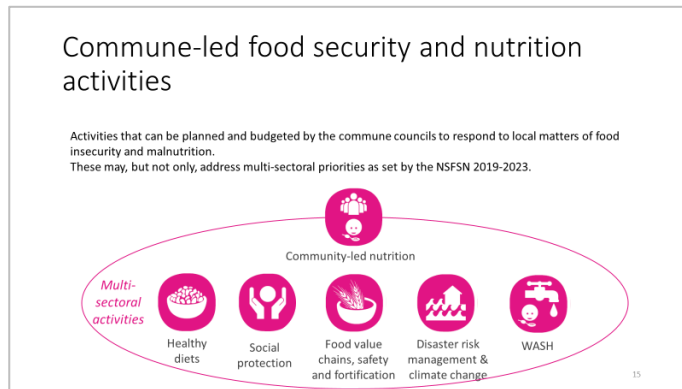 Commune-led food security and nutrition
activities
Activities that can be planned and budgeted by the commune councils to respond to local matters of food
insecurity and malnutrition.
These may, but not only, address multi-sectoral priorities as set by the NSFSN 2019-2023.
Community-led nutrition
Multi-
sectoral
activities
Healthy
diets
Social
protection
Food value
chains, safety
and fortification
Disaster risk
management &
climate change
WASH
15